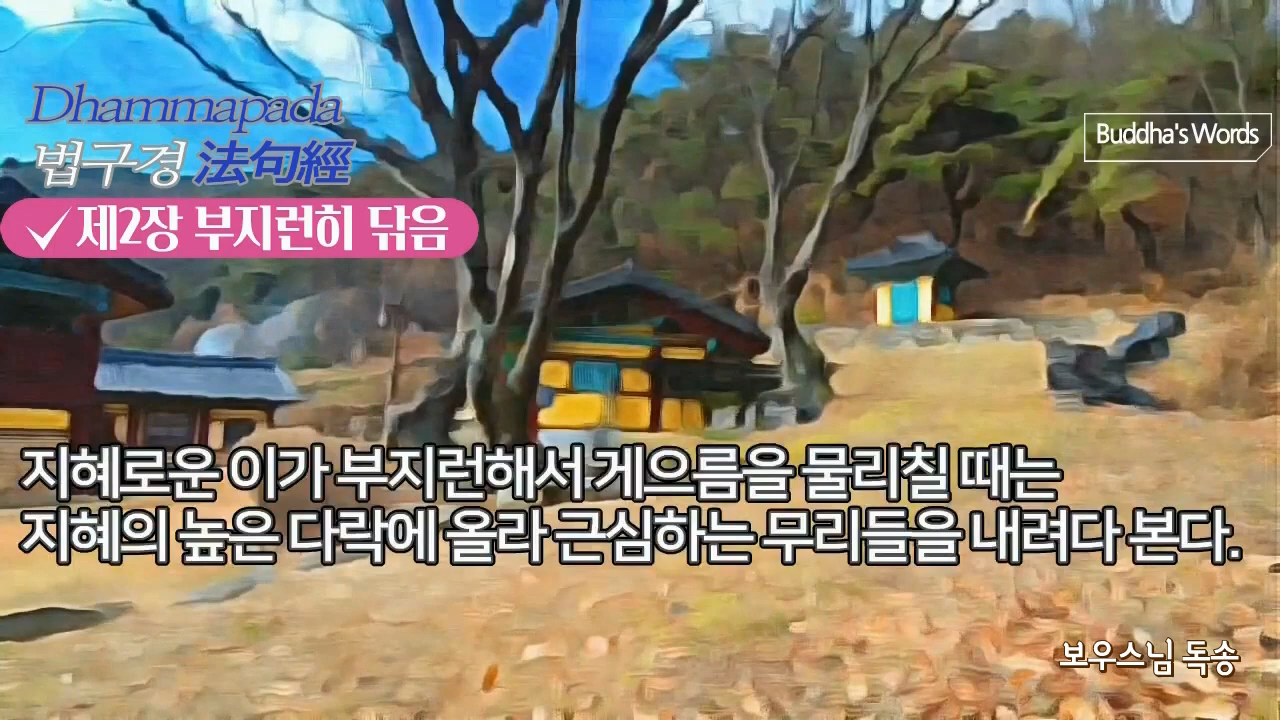 Dhammapada
법구경 法句經
Buddha's Words
제2장 부지런히 닦음
지혜로운 이가 부지런해서 게으름을 물리칠 때는
지혜의 높은 다락에 올라 근심하는 무리들을 내려다 본다.
보우스님 독송